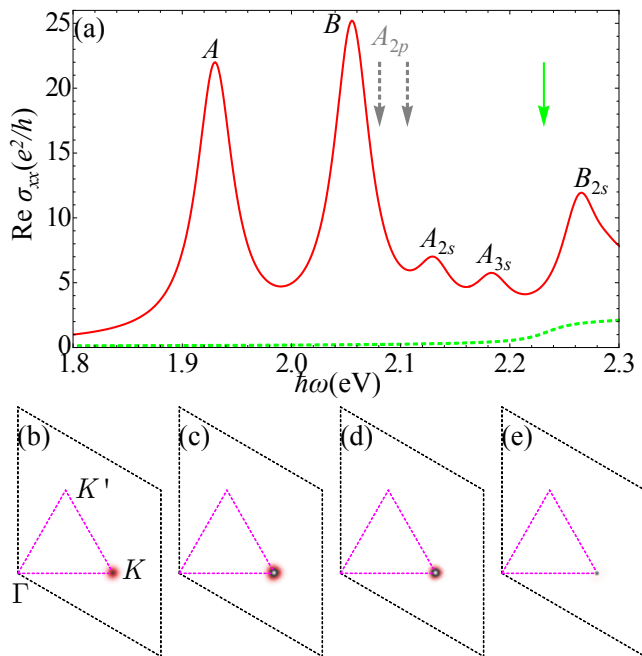 (a)
A
B
A2p
A2s
A3s
B2s
Re σxx(e²/h)
25
20
15
10
5
0
1.8 1.9 2.0 2.1 2.2 2.3
ħω(eV)
(b) (c) (d) (e)
K'
K
Γ